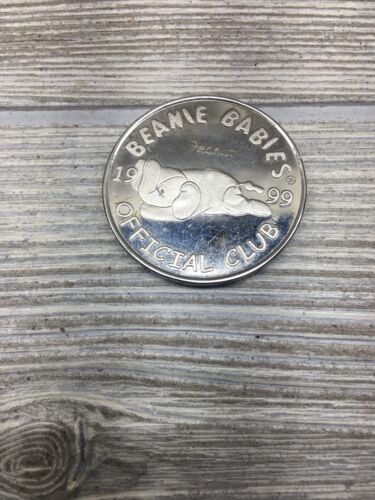 BEANIE BABIES®
Peanut
19 99
OFFICIAL CLUB